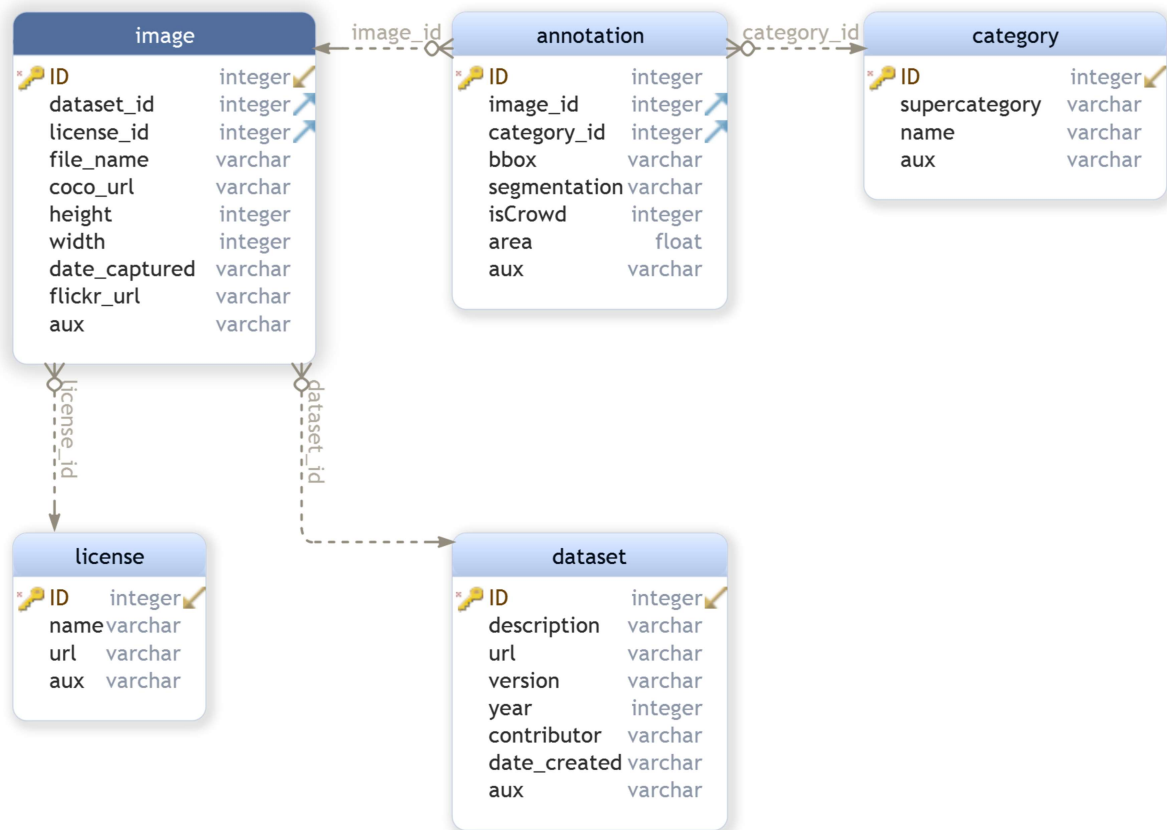 image
ID integer
dataset_id integer
license_id integer
file_name varchar
coco_url varchar
height integer
width integer
date_captured varchar
flickr_url varchar
aux varchar
image_id
annotation
ID integer
image_id integer
category_id integer
bbox varchar
segmentation varchar
isCrowd integer
area float
aux varchar
category_id
category
ID integer
supercategory varchar
name varchar
aux varchar
license_id
dataset_id
license
ID integer
name varchar
url varchar
aux varchar
dataset
ID integer
description varchar
url varchar
version varchar
year integer
contributor varchar
date_created varchar
aux varchar